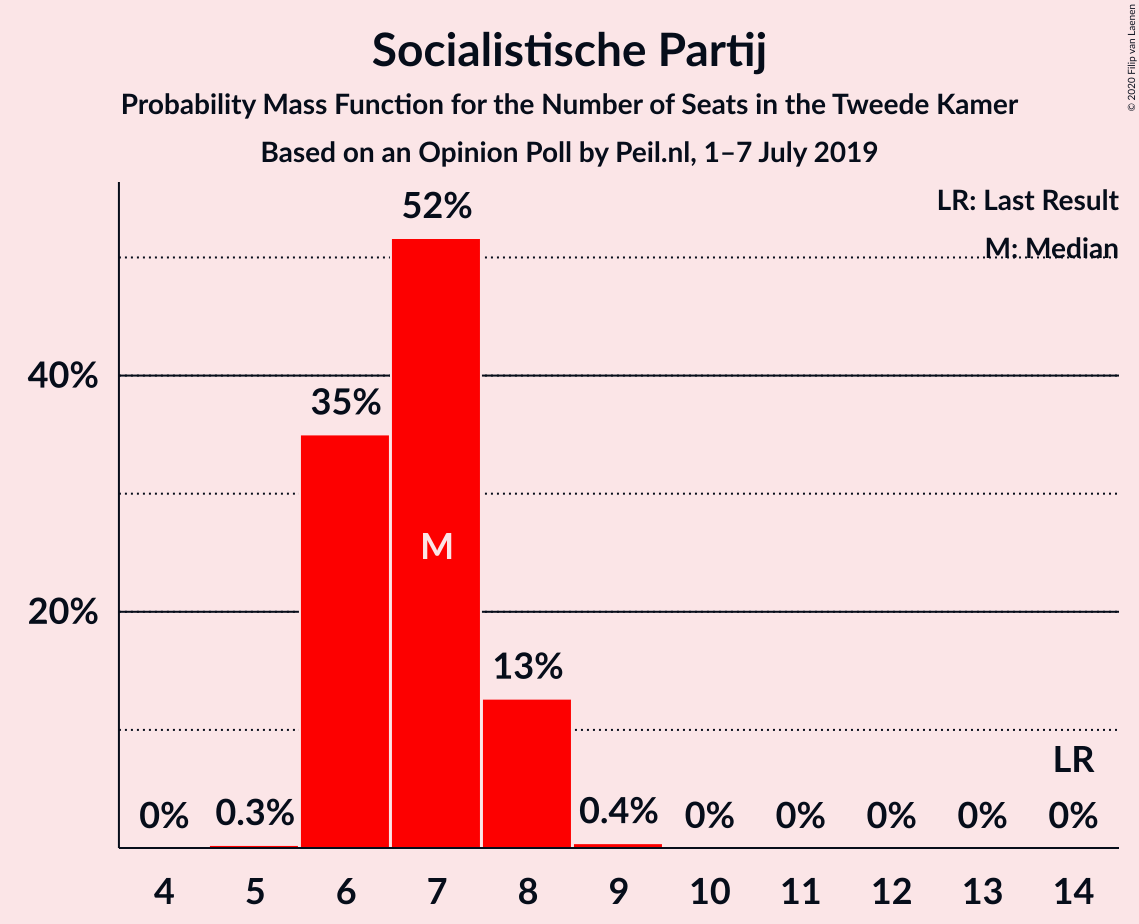 Socialistische Partij
Probability Mass Function for the Number of Seats in the Tweede Kamer
Based on an Opinion Poll by Peil.nl, 1–7 July 2019
© 2020 Filip van Laenen
LR: Last Result
M: Median
52%
40%
35%
M
20%
13%
LR
0% 0.3% 0.4% 0% 0% 0% 0% 0%
4 5 6 7 8 9 10 11 12 13 14